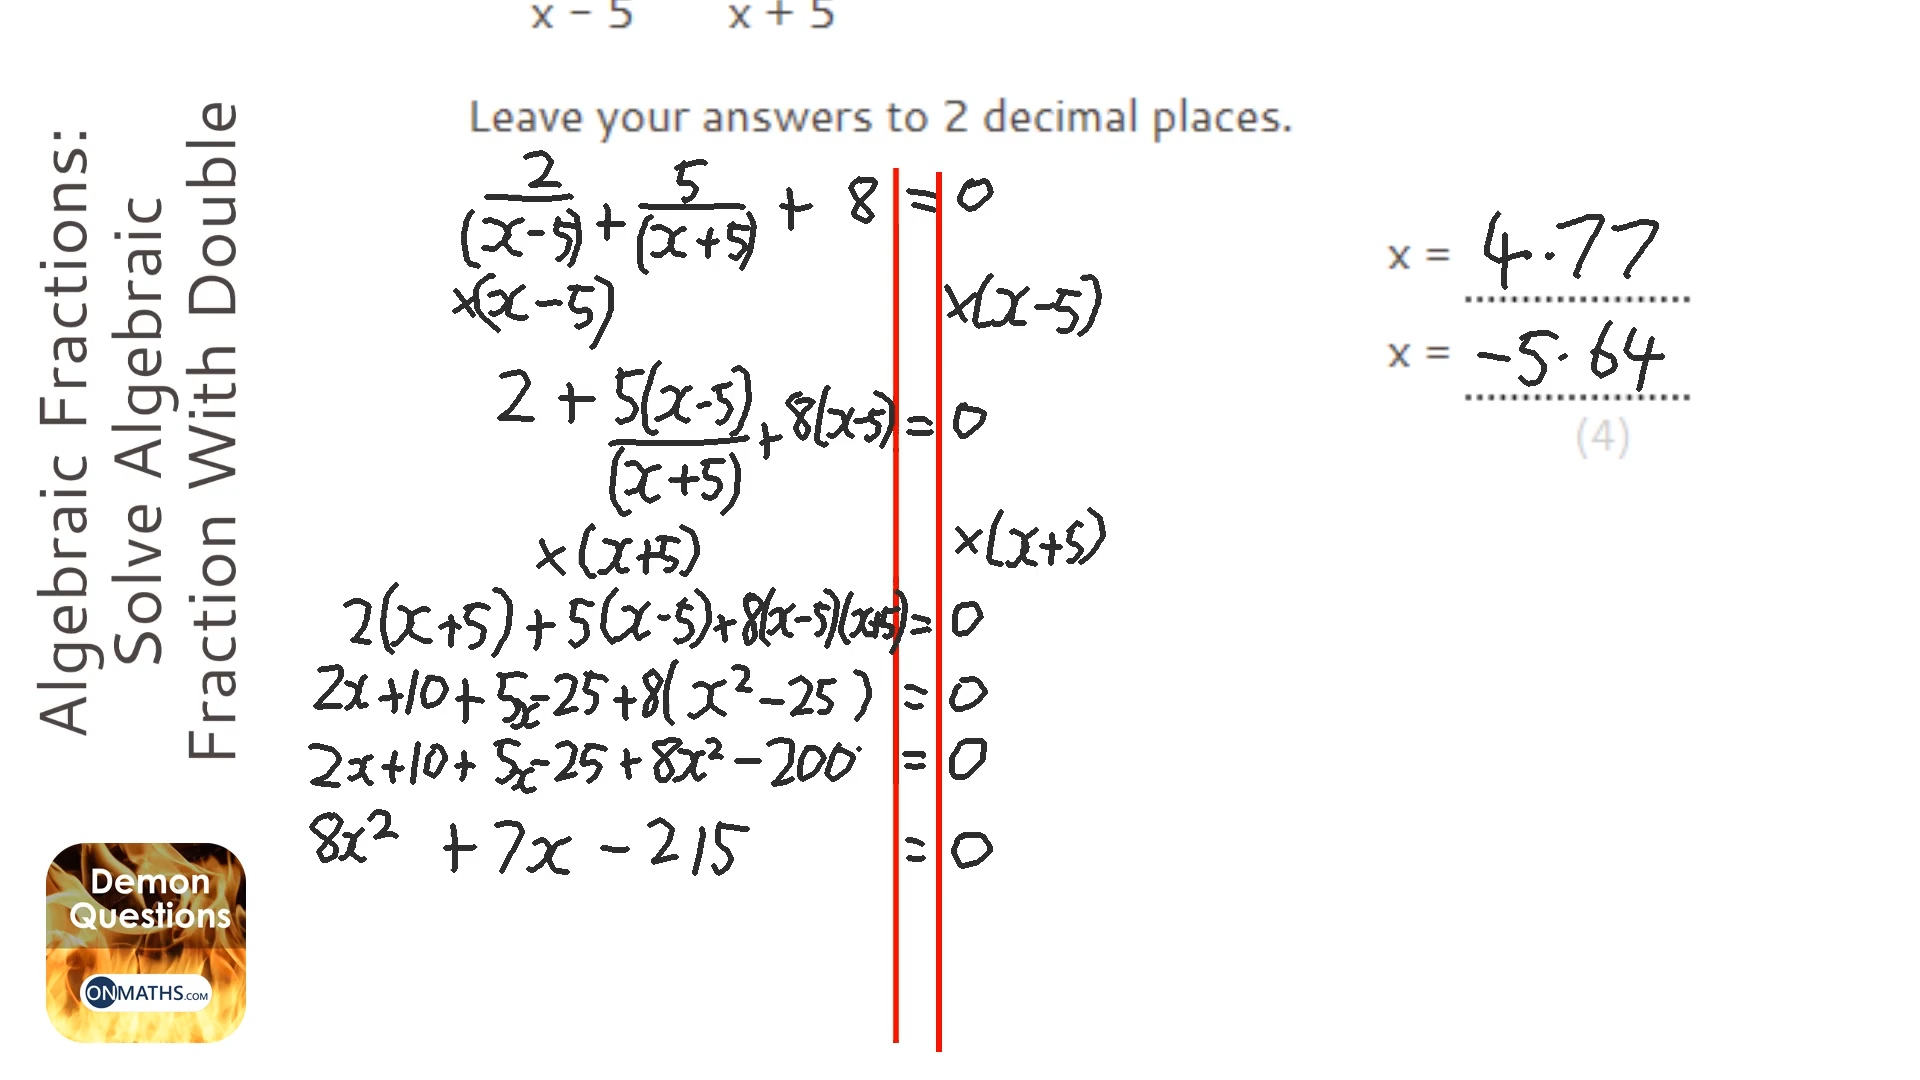 x − 5 x + 5
Leave your answers to 2 decimal places.
2/(x-5) + 5/(x+5) + 8 = 0
×(x-5) ×(x-5)
2 + 5(x-5)/(x+5) + 8(x-5) = 0
×(x+5) ×(x+5)
2(x+5) + 5(x-5) + 8(x-5)(x+5) = 0
2x + 10 + 5x - 25 + 8(x² - 25) = 0
2x + 10 + 5x - 25 + 8x² - 200 = 0
8x² + 7x - 215 = 0
x = 4.77
x = -5.64
(4)
Algebraic Fractions:
Solve Algebraic
Fraction With Double
Demon
Questions
ONMATHS.COM